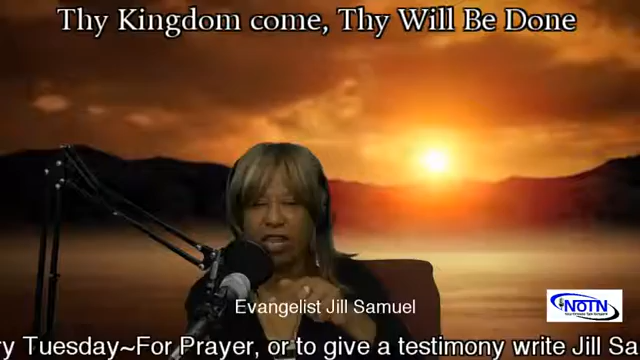 Thy Kingdom come, Thy Will Be Done
Evangelist Jill Samuel
NOTN
ry Tuesday~For Prayer, or to give a testimony write Jill Sa